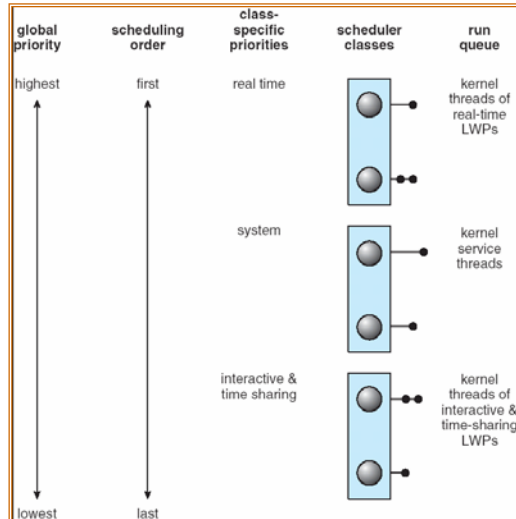 global
priority
scheduling
order
class-
specific
priorities
scheduler
classes
run
queue
highest
first
real time
kernel
threads of
real-time
LWPs
system
kernel
service
threads
interactive &
time sharing
kernel
threads of
interactive &
time-sharing
LWPs
lowest
last